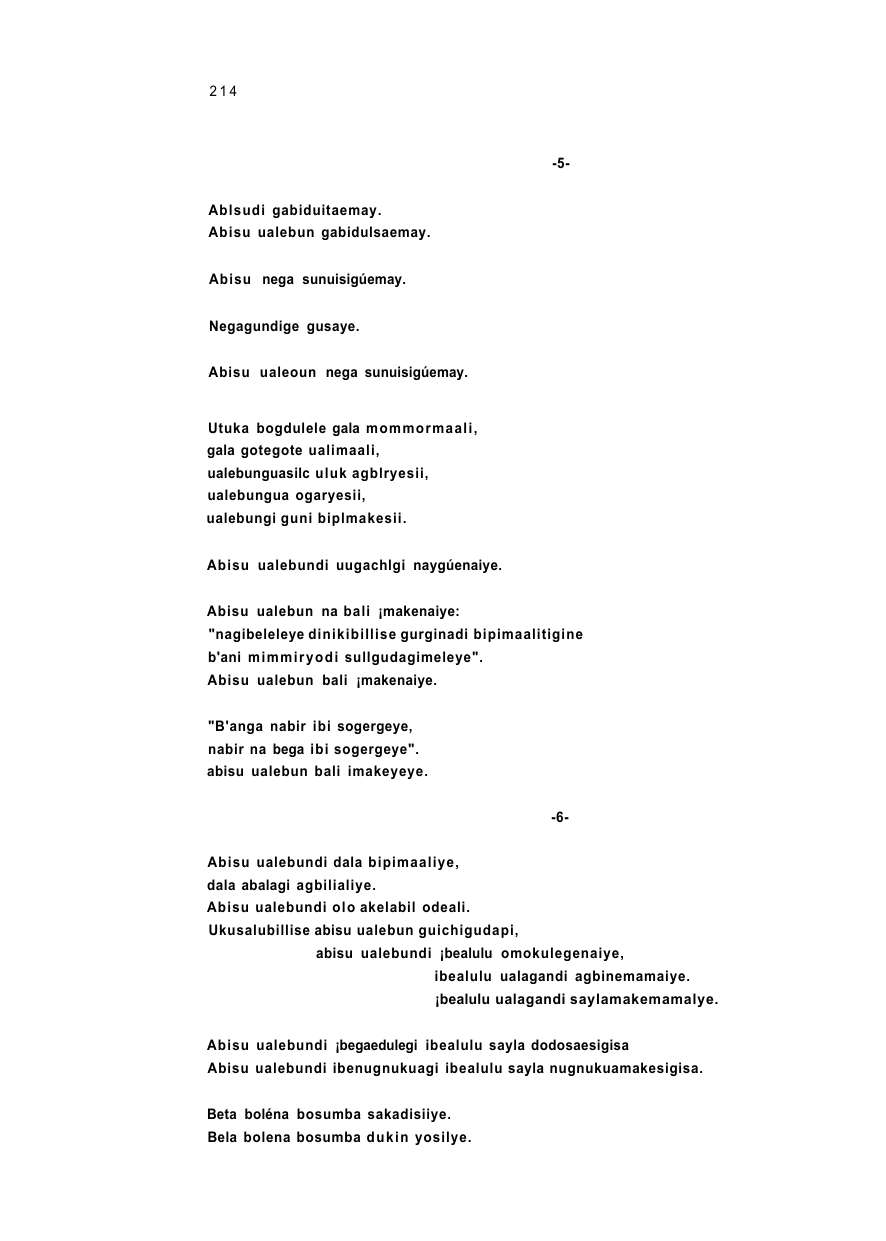 214
-5-
Ablsudi gabiduitaemay.
Abisu ualebun gabidulsaemay.
Abisu nega sunuisigúemay.
Negagundige gusaye.
Abisu ualeoun nega sunuisigúemay.
Utuka bogdulele gala mommormaali,
gala gotegote ualimaali,
ualebunguasilc uluk agblryesii,
ualebungua ogaryesii,
ualebungi guni biplmakesii.
Abisu ualebundi uugachlgi naygúenaiye.
Abisu ualebun na bali ¡makenaiye:
"nagibeleleye dinikibillise gurginadi bipimaalitigine
b'ani mimmiryodi sullgudagimeleye".
Abisu ualebun bali ¡makenaiye.
"B'anga nabir ibi sogergeye,
nabir na bega ibi sogergeye".
abisu ualebun bali imakeyeye.
-6-
Abisu ualebundi dala bipimaaliye,
dala abalagi agbilialiye.
Abisu ualebundi olo akelabil odeali.
Ukusalubillise abisu ualebun guichigudapi,
abisu ualebundi ¡bealulu omokulegenaiye,
ibealulu ualagandi agbinemamaiye.
¡bealulu ualagandi saylamakemamalye.
Abisu ualebundi ¡begaedulegi ibealulu sayla dodosaesigisa
Abisu ualebundi ibenugnukuagi ibealulu sayla nugnukuamakesigisa.
Beta boléna bosumba sakadisiiye.
Bela bolena bosumba dukin yosilye.